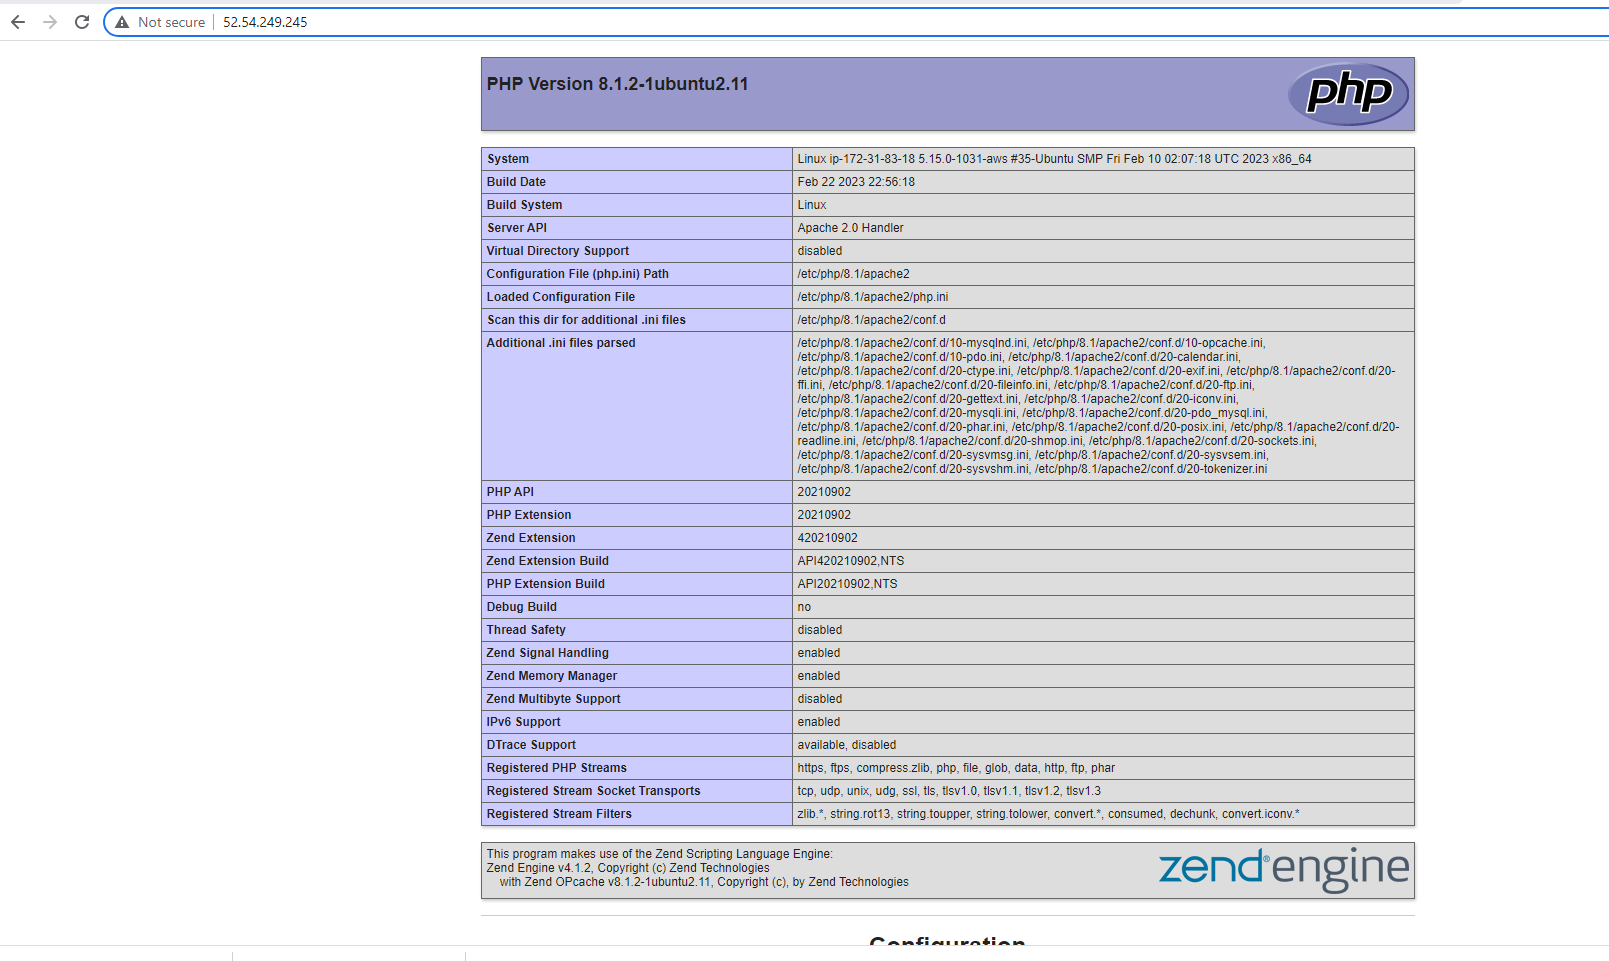 Not secure 52.54.249.245
PHP Version 8.1.2-1ubuntu2.11
php
System Linux ip-172-31-83-18 5.15.0-1031-aws #35-Ubuntu SMP Fri Feb 10 02:07:18 UTC 2023 x86_64
Build Date Feb 22 2023 22:56:18
Build System Linux
Server API Apache 2.0 Handler
Virtual Directory Support disabled
Configuration File (php.ini) Path /etc/php/8.1/apache2
Loaded Configuration File /etc/php/8.1/apache2/php.ini
Scan this dir for additional .ini files /etc/php/8.1/apache2/conf.d
Additional .ini files parsed /etc/php/8.1/apache2/conf.d/10-mysqlnd.ini, /etc/php/8.1/apache2/conf.d/10-opcache.ini,
/etc/php/8.1/apache2/conf.d/10-pdo.ini, /etc/php/8.1/apache2/conf.d/20-calendar.ini,
/etc/php/8.1/apache2/conf.d/20-ctype.ini, /etc/php/8.1/apache2/conf.d/20-exif.ini, /etc/php/8.1/apache2/conf.d/20-
ffi.ini, /etc/php/8.1/apache2/conf.d/20-fileinfo.ini, /etc/php/8.1/apache2/conf.d/20-ftp.ini,
/etc/php/8.1/apache2/conf.d/20-gettext.ini, /etc/php/8.1/apache2/conf.d/20-iconv.ini,
/etc/php/8.1/apache2/conf.d/20-mysqli.ini, /etc/php/8.1/apache2/conf.d/20-pdo_mysql.ini,
/etc/php/8.1/apache2/conf.d/20-phar.ini, /etc/php/8.1/apache2/conf.d/20-posix.ini, /etc/php/8.1/apache2/conf.d/20-
readline.ini, /etc/php/8.1/apache2/conf.d/20-shmop.ini, /etc/php/8.1/apache2/conf.d/20-sockets.ini,
/etc/php/8.1/apache2/conf.d/20-sysvmsg.ini, /etc/php/8.1/apache2/conf.d/20-sysvsem.ini,
/etc/php/8.1/apache2/conf.d/20-sysvshm.ini, /etc/php/8.1/apache2/conf.d/20-tokenizer.ini
PHP API 20210902
PHP Extension 20210902
Zend Extension 420210902
Zend Extension Build API420210902,NTS
PHP Extension Build API20210902,NTS
Debug Build no
Thread Safety disabled
Zend Signal Handling enabled
Zend Memory Manager enabled
Zend Multibyte Support disabled
IPv6 Support enabled
DTrace Support available, disabled
Registered PHP Streams https, ftps, compress.zlib, php, file, glob, data, http, ftp, phar
Registered Stream Socket Transports tcp, udp, unix, udg, ssl, tls, tlsv1.0, tlsv1.1, tlsv1.2, tlsv1.3
Registered Stream Filters zlib.*, string.rot13, string.toupper, string.tolower, convert.*, consumed, dechunk, convert.iconv.*
This program makes use of the Zend Scripting Language Engine:
Zend Engine v4.1.2, Copyright (c) Zend Technologies
with Zend OPcache v8.1.2-1ubuntu2.11, Copyright (c), by Zend Technologies
zend® engine
Configuration